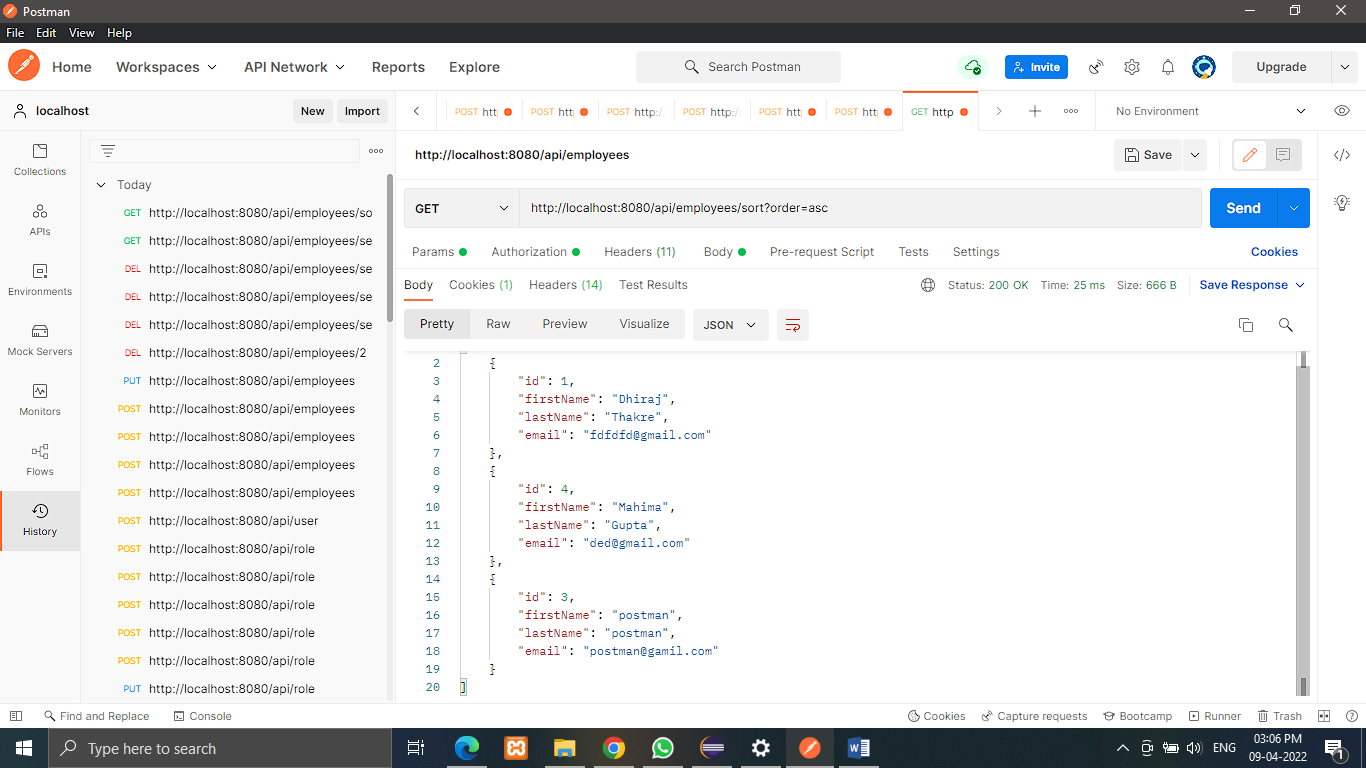 Postman
File Edit View Help
Home Workspaces API Network Reports Explore Search Postman Invite Upgrade
localhost New Import POST htt POST htt POST http:/ POST http:/ POST htt POST htt GET http No Environment
http://localhost:8080/api/employees Save
Collections
APIs
Environments
Mock Servers
Monitors
Flows
History
Today
GET http://localhost:8080/api/employees/so
GET http://localhost:8080/api/employees/se
DEL http://localhost:8080/api/employees/se
DEL http://localhost:8080/api/employees/se
DEL http://localhost:8080/api/employees/se
DEL http://localhost:8080/api/employees/2
PUT http://localhost:8080/api/employees
POST http://localhost:8080/api/employees
POST http://localhost:8080/api/employees
POST http://localhost:8080/api/employees
POST http://localhost:8080/api/employees
POST http://localhost:8080/api/user
POST http://localhost:8080/api/role
POST http://localhost:8080/api/role
POST http://localhost:8080/api/role
POST http://localhost:8080/api/role
POST http://localhost:8080/api/role
PUT http://localhost:8080/api/role
GET http://localhost:8080/api/employees/sort?order=asc Send
Params Authorization Headers (11) Body Pre-request Script Tests Settings Cookies
Body Cookies (1) Headers (14) Test Results Status: 200 OK Time: 25 ms Size: 666 B Save Response
Pretty Raw Preview Visualize JSON
2 {
3 "id": 1,
4 "firstName": "Dhiraj",
5 "lastName": "Thakre",
6 "email": "fdfdfd@gmail.com"
7 },
8 {
9 "id": 4,
10 "firstName": "Mahima",
11 "lastName": "Gupta",
12 "email": "ded@gmail.com"
13 },
14 {
15 "id": 3,
16 "firstName": "postman",
17 "lastName": "postman",
18 "email": "postman@gamil.com"
19 }
20 ]
Find and Replace Console Cookies Capture requests Bootcamp Runner Trash
Type here to search ENG 03:06 PM
09-04-2022 1